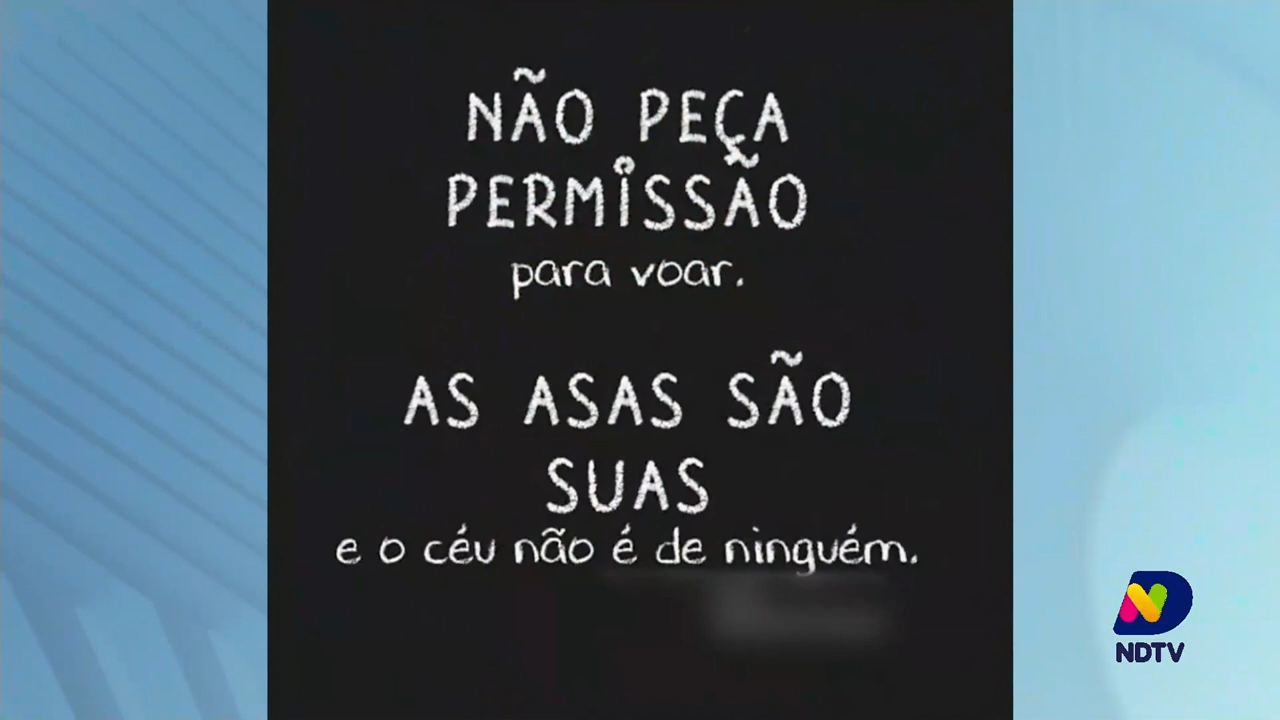 NÃO PEÇA
PERMISSÃO
para voar.
AS ASAS SÃO
SUAS
e o céu não é de ninguém.
NDTV